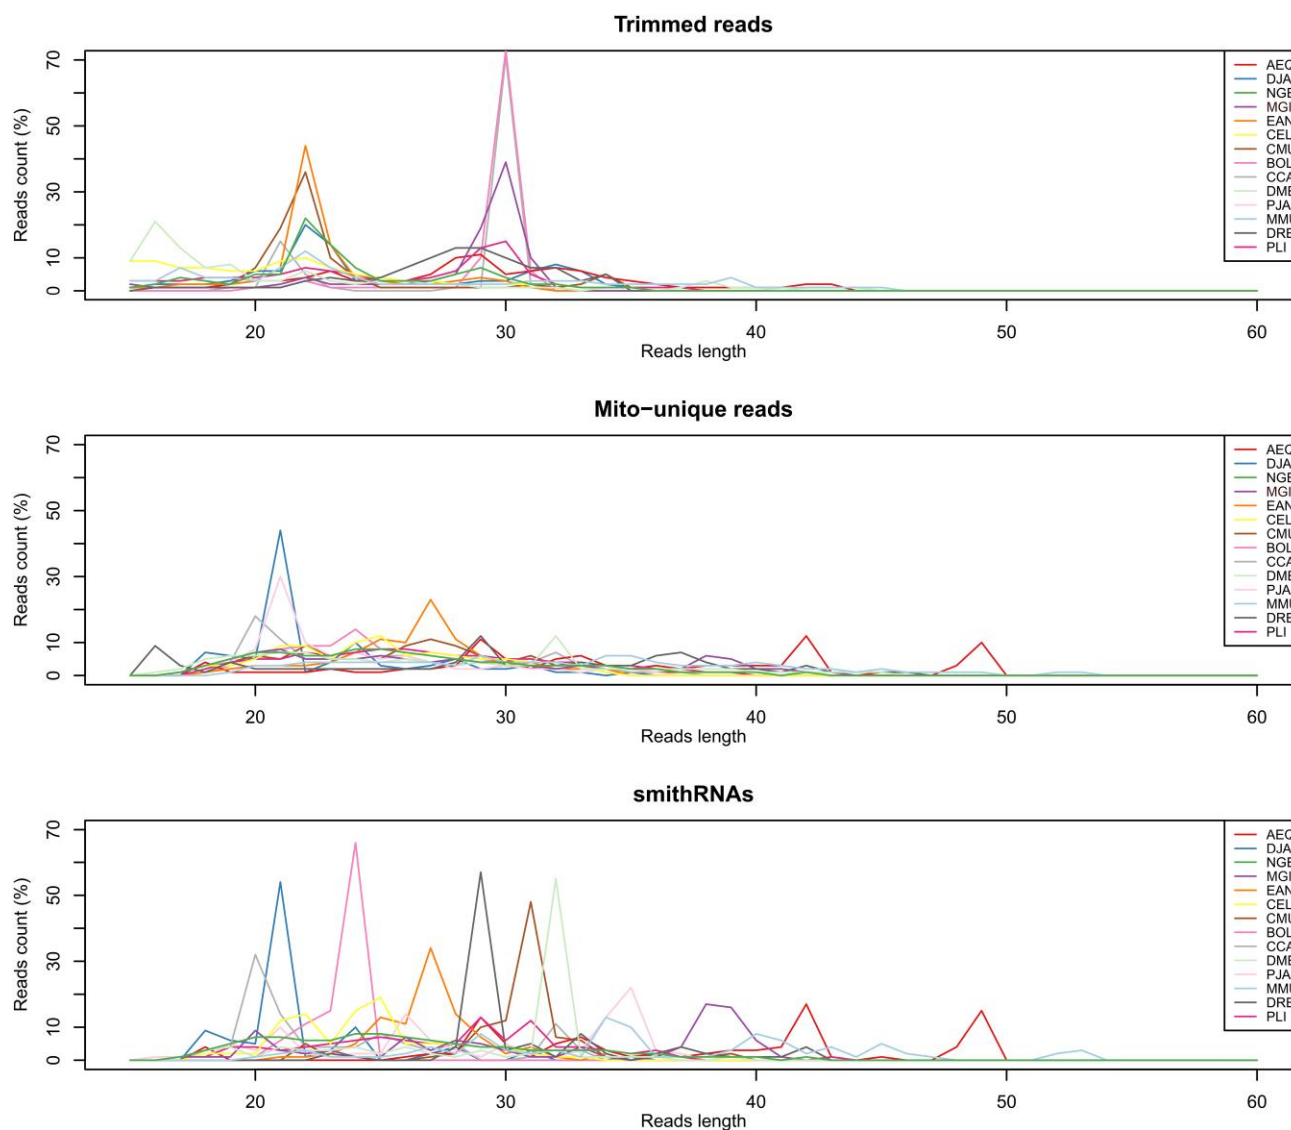 Trimmed reads
Reads count (%)
70
50
30
10
0
20
30
40
50
60
Reads length
AEQ
DJA
NGE
MGI
EAN
CEL
CMU
BOL
CCA
DME
PJA
MMU
DRE
PLI
Mito−unique reads
Reads count (%)
70
50
30
10
0
20
30
40
50
60
Reads length
AEQ
DJA
NGE
MGI
EAN
CEL
CMU
BOL
CCA
DME
PJA
MMU
DRE
PLI
smithRNAs
Reads count (%)
70
50
30
10
0
20
30
40
50
60
Reads length
AEQ
DJA
NGE
MGI
EAN
CEL
CMU
BOL
CCA
DME
PJA
MMU
DRE
PLI